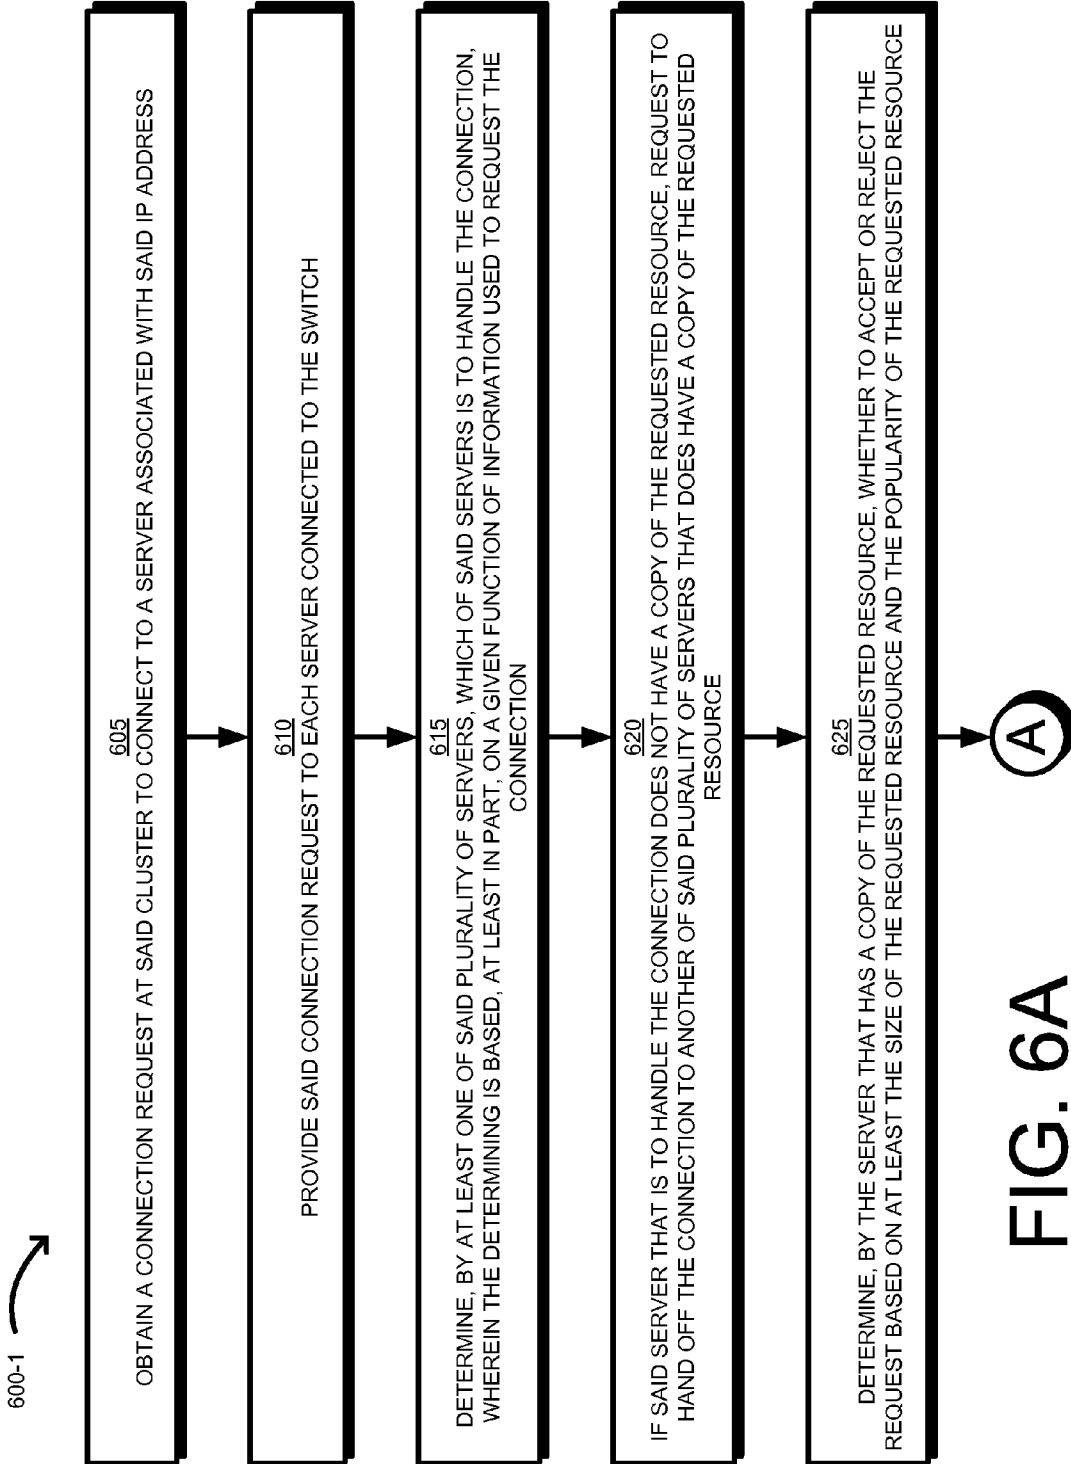 600-1
605
OBTAIN A CONNECTION REQUEST AT SAID CLUSTER TO CONNECT TO A SERVER ASSOCIATED WITH SAID IP ADDRESS
610
PROVIDE SAID CONNECTION REQUEST TO EACH SERVER CONNECTED TO THE SWITCH
615
DETERMINE, BY AT LEAST ONE OF SAID PLURALITY OF SERVERS, WHICH OF SAID SERVERS IS TO HANDLE THE CONNECTION,
WHEREIN THE DETERMINING IS BASED, AT LEAST IN PART, ON A GIVEN FUNCTION OF INFORMATION USED TO REQUEST THE
CONNECTION
620
IF SAID SERVER THAT IS TO HANDLE THE CONNECTION DOES NOT HAVE A COPY OF THE REQUESTED RESOURCE, REQUEST TO
HAND OFF THE CONNECTION TO ANOTHER OF SAID PLURALITY OF SERVERS THAT DOES HAVE A COPY OF THE REQUESTED
RESOURCE
625
DETERMINE, BY THE SERVER THAT HAS A COPY OF THE REQUESTED RESOURCE, WHETHER TO ACCEPT OR REJECT THE
REQUEST BASED ON AT LEAST THE SIZE OF THE REQUESTED RESOURCE AND THE POPULARITY OF THE REQUESTED RESOURCE
A
FIG. 6A